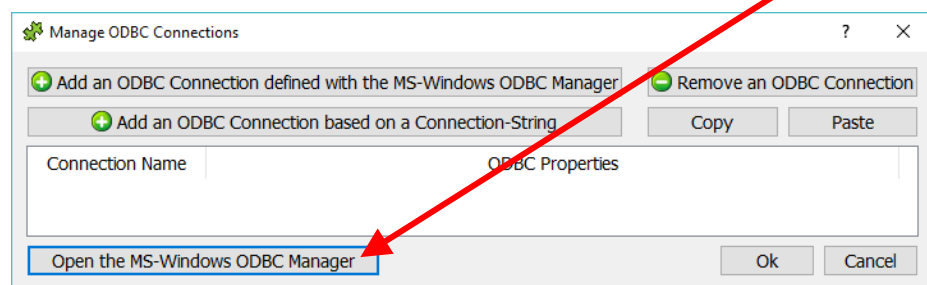 Manage ODBC Connections ?
Add an ODBC Connection defined with the MS-Windows ODBC Manager Remove an ODBC Connection
Add an ODBC Connection based on a Connection-String Copy Paste
Connection Name ODBC Properties
Open the MS-Windows ODBC Manager Ok Cancel